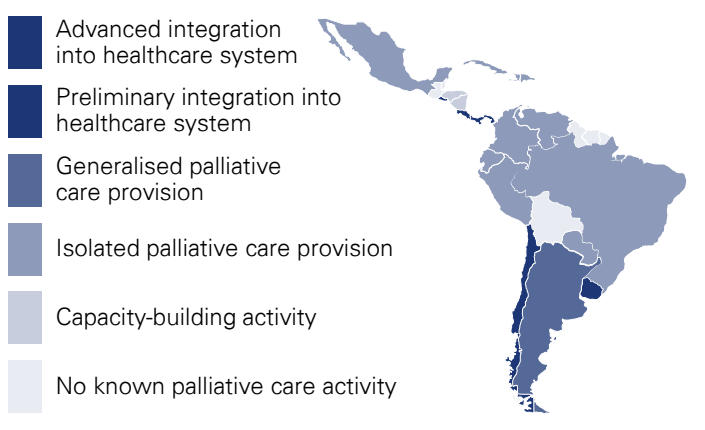 Advanced integration
into healthcare system
Preliminary integration into
healthcare system
Generalised palliative
care provision
Isolated palliative care provision
Capacity-building activity
No known palliative care activity